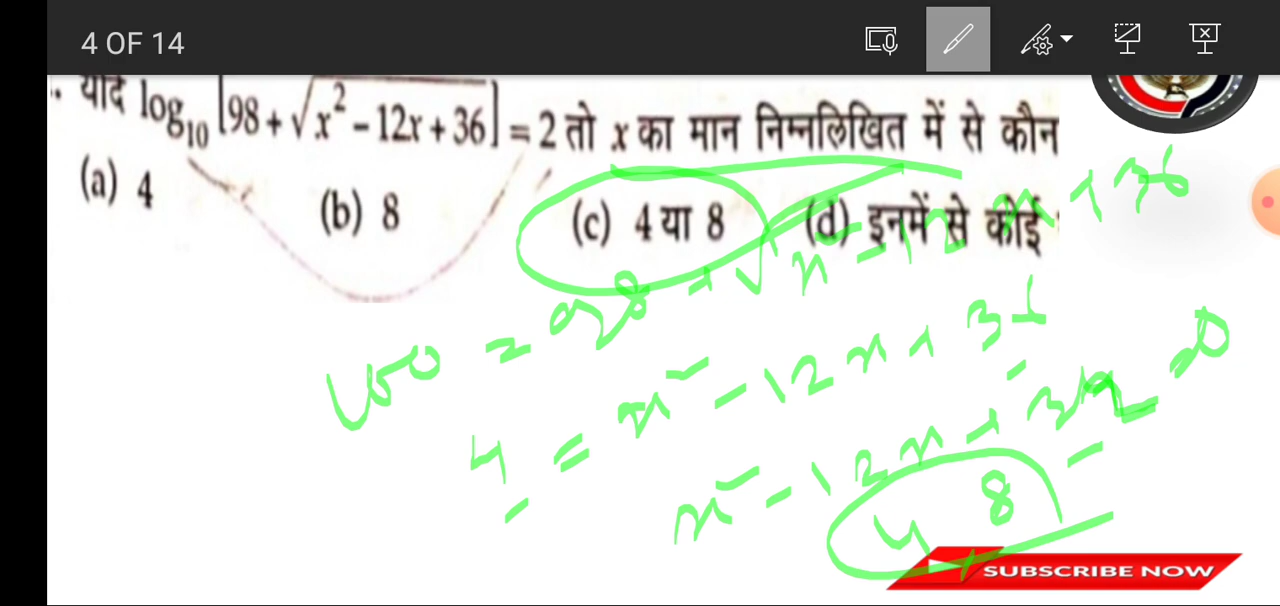 4 OF 14
. यदि log₁₀ [98 + √x² – 12x + 36] = 2 तो x का मान निम्नलिखित में से कौन
(a) 4 (b) 8 (c) 4 या 8 (d) इनमें से कोई
100 = 98 + √x² – 12x + 36
4 = x² – 12x + 36
x² – 12x + 32 = 0
4 8
SUBSCRIBE NOW